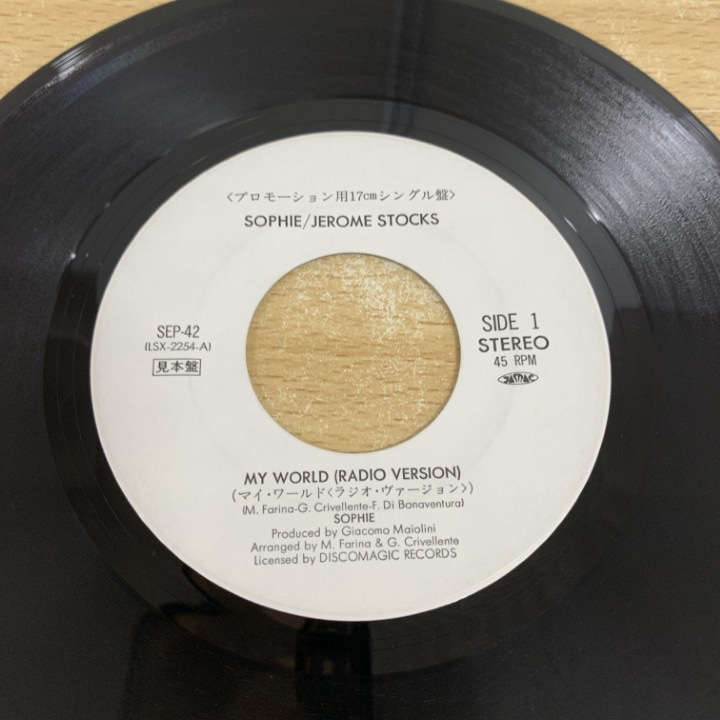 <プロモーション用17cmシングル盤>
SOPHIE/JEROME STOCKS
SEP-42
(LSX-2254-A)
見本盤
SIDE 1
STEREO
45 RPM
JASRAC
MY WORLD (RADIO VERSION)
(マイ・ワールド<ラジオ・ヴァージョン>)
(M. Farina-G. Crivellente-F. Di Bonaventura)
SOPHIE
Produced by Giacomo Maiolini
Arranged by M. Farina & G. Crivellente
Licensed by DISCOMAGIC RECORDS